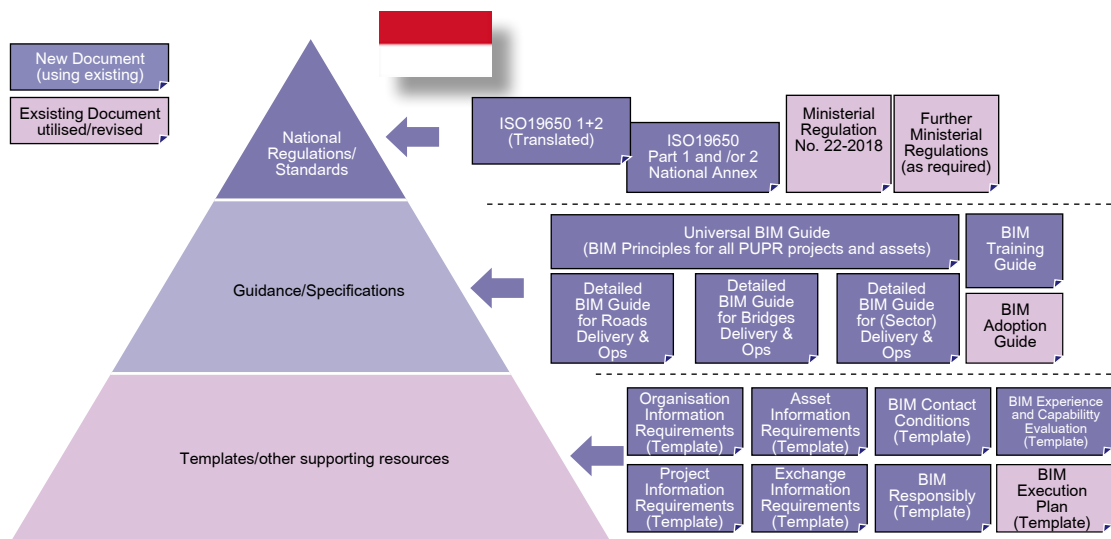 New Document
(using existing)
Exsisting Document
utilised/revised
National
Regulations/
Standards
ISO19650 1+2
(Translated)
ISO19650
Part 1 and /or 2
National Annex
Ministerial
Regulation
No. 22-2018
Further
Ministerial
Regulations
(as required)
Guidance/Specifications
Universal BIM Guide
(BIM Principles for all PUPR projects and assets)
BIM
Training
Guide
Detailed
BIM Guide
for Roads
Delivery &
Ops
Detailed
BIM Guide
for Bridges
Delivery &
Ops
Detailed
BIM Guide
for (Sector)
Delivery &
Ops
BIM
Adoption
Guide
Templates/other supporting resources
Organisation
Information
Requirements
(Template)
Asset
Information
Requirements
(Template)
BIM Contact
Conditions
(Template)
BIM Experience
and Capabilitty
Evaluation
(Template)
Project
Information
Requirements
(Template)
Exchange
Information
Requirements
(Template)
BIM
Responsibly
(Template)
BIM
Execution
Plan
(Template)